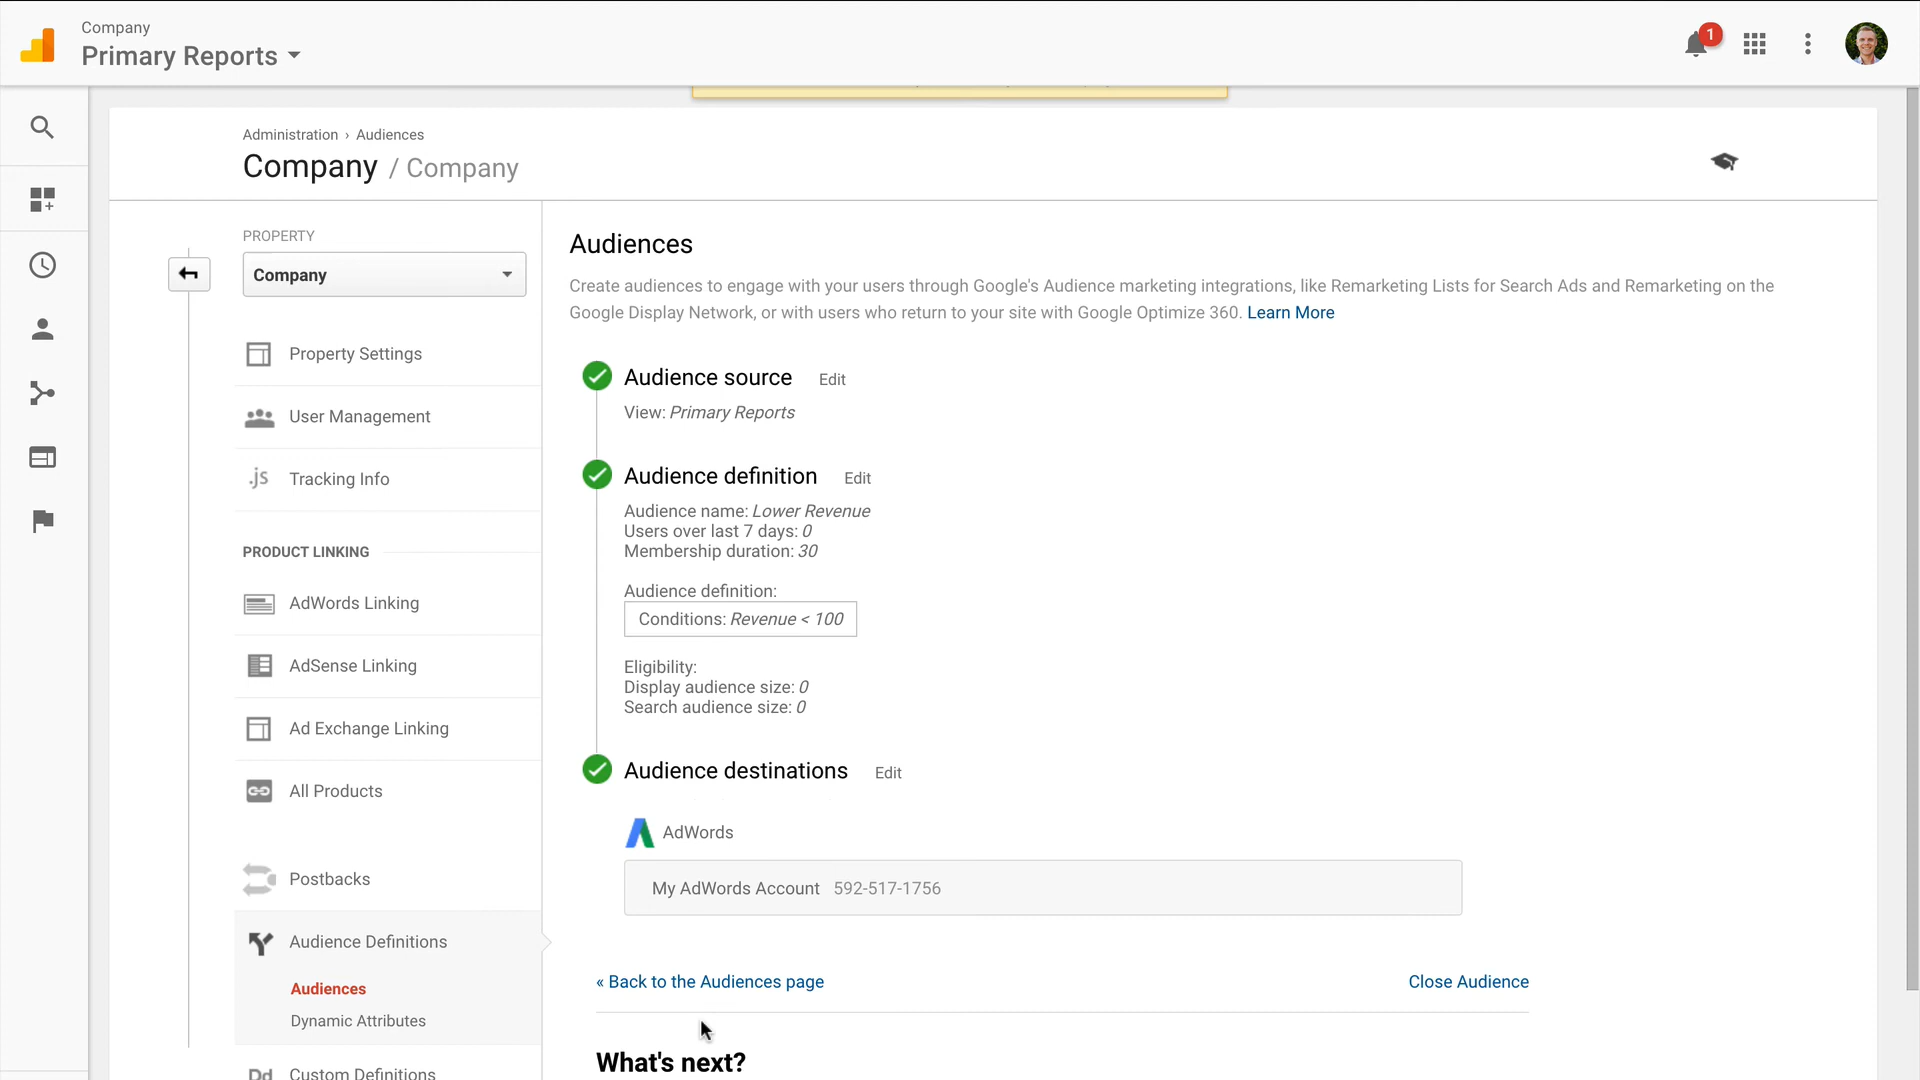 Company
Primary Reports
1
Administration › Audiences
Company / Company
PROPERTY
Company
Property Settings
User Management
.js Tracking Info
PRODUCT LINKING
AdWords Linking
AdSense Linking
Ad Exchange Linking
All Products
Postbacks
Audience Definitions
Audiences
Dynamic Attributes
Dd Custom Definitions
Audiences
Create audiences to engage with your users through Google's Audience marketing integrations, like Remarketing Lists for Search Ads and Remarketing on the
Google Display Network, or with users who return to your site with Google Optimize 360. Learn More
Audience source Edit
View: Primary Reports
Audience definition Edit
Audience name: Lower Revenue
Users over last 7 days: 0
Membership duration: 30
Audience definition:
Conditions: Revenue < 100
Eligibility:
Display audience size: 0
Search audience size: 0
Audience destinations Edit
AdWords
My AdWords Account 592-517-1756
« Back to the Audiences page
Close Audience
What's next?